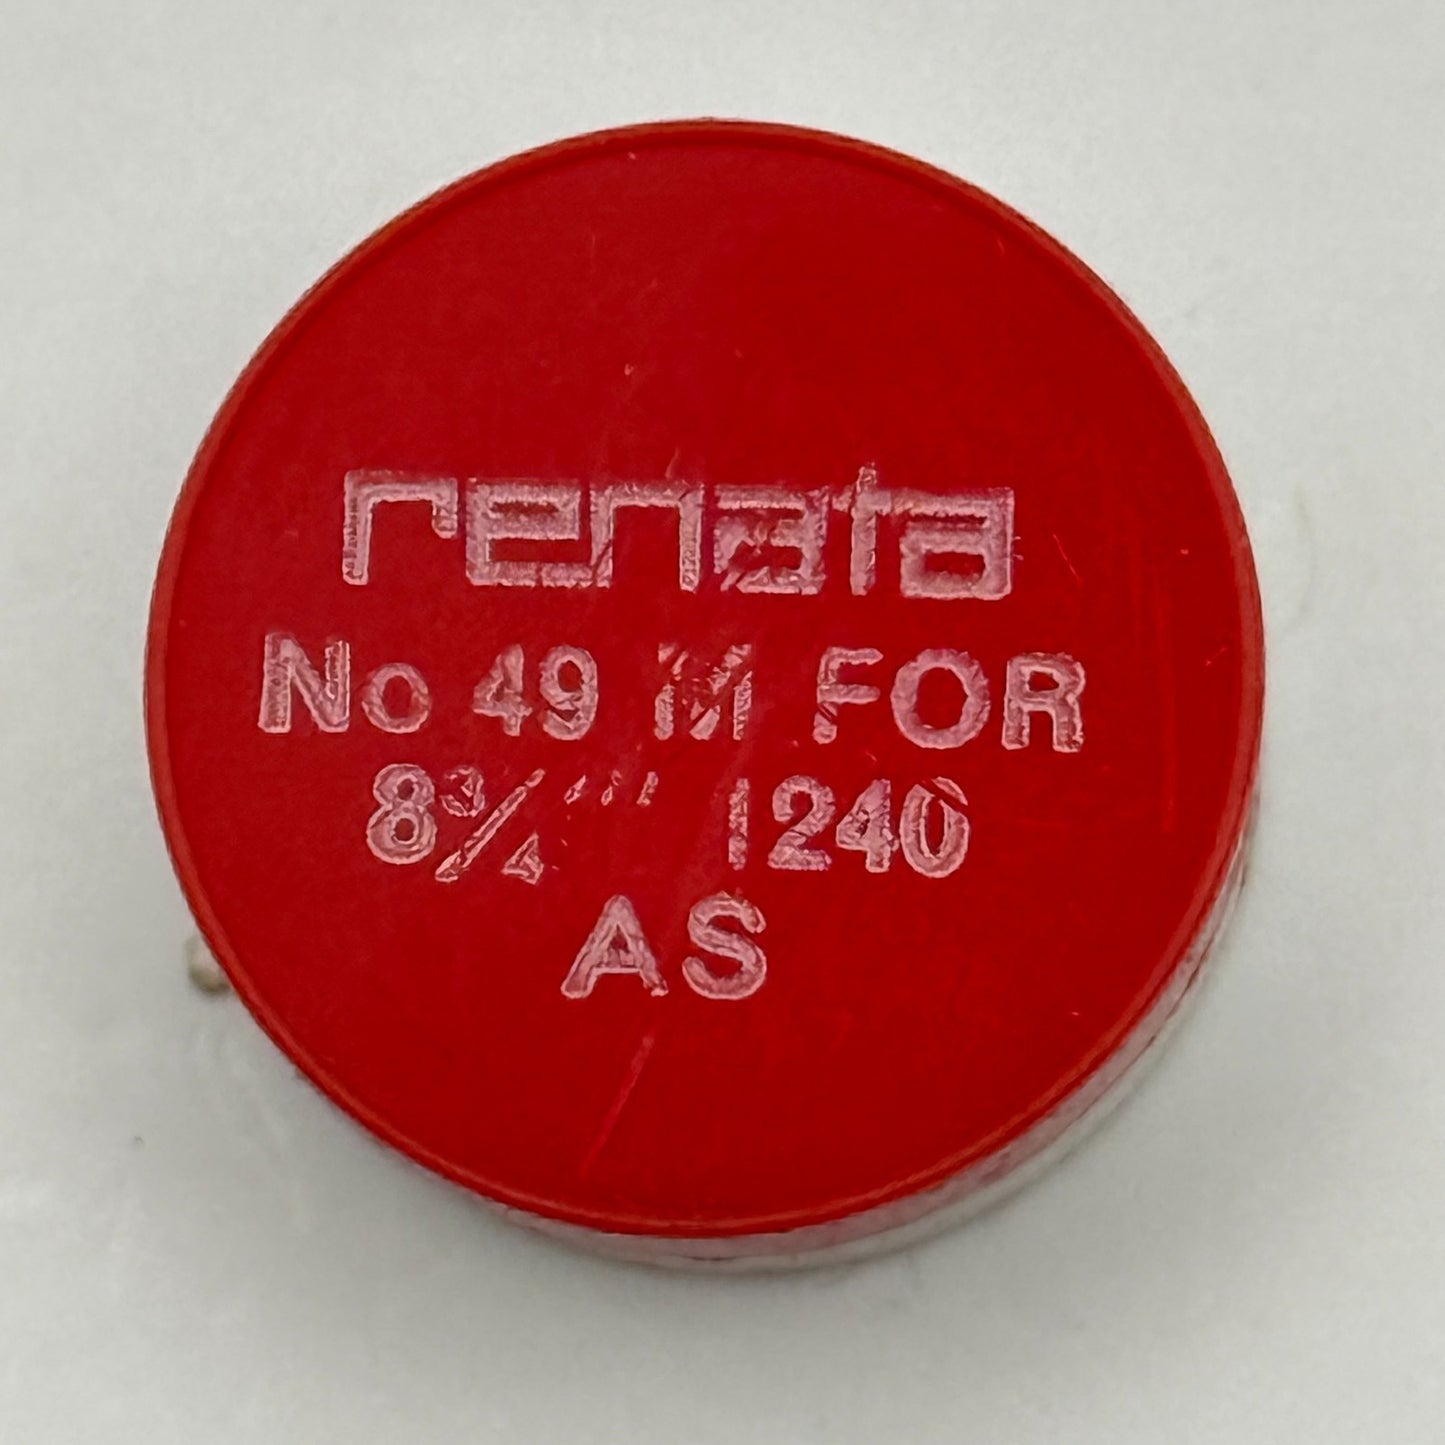 renata
No 49 M FOR
8¾''' 1240
AS